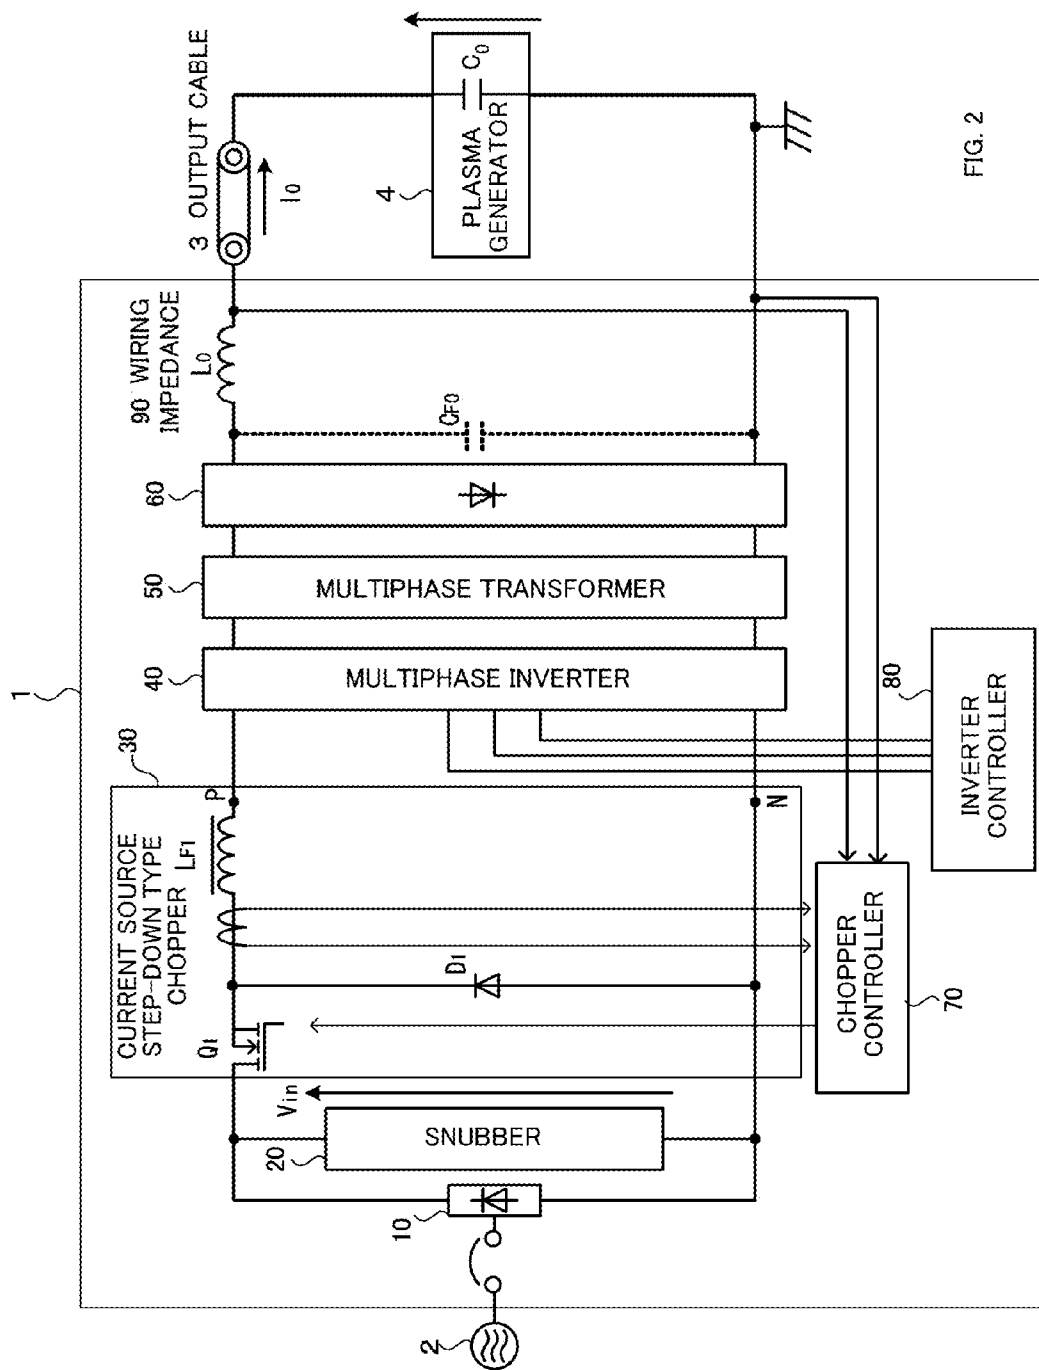 1
2
10
20
SNUBBER
Vin
CURRENT SOURCE
STEP-DOWN TYPE
CHOPPER
30
Q1
D1
LF1
P
N
40
MULTIPHASE INVERTER
50
MULTIPHASE TRANSFORMER
60
CF0
90 WIRING
IMPEDANCE
L0
3 OUTPUT CABLE
I0
4
PLASMA
GENERATOR
C0
CHOPPER
CONTROLLER
70
80
INVERTER
CONTROLLER
FIG. 2